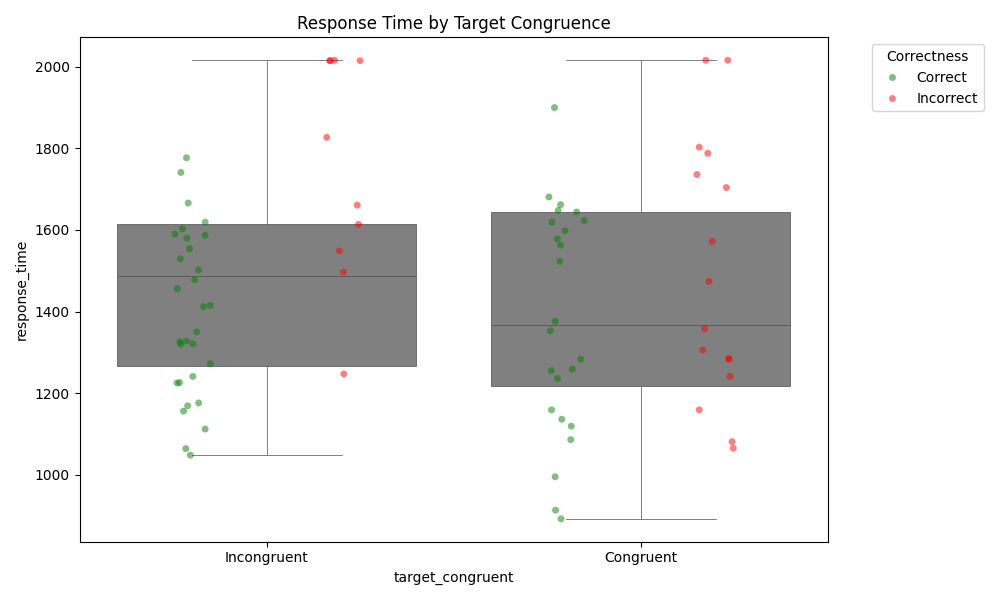 Response Time by Target Congruence
Correctness
Correct
Incorrect
2000
1800
1600
1400
1200
1000
response_time
Incongruent
Congruent
target_congruent